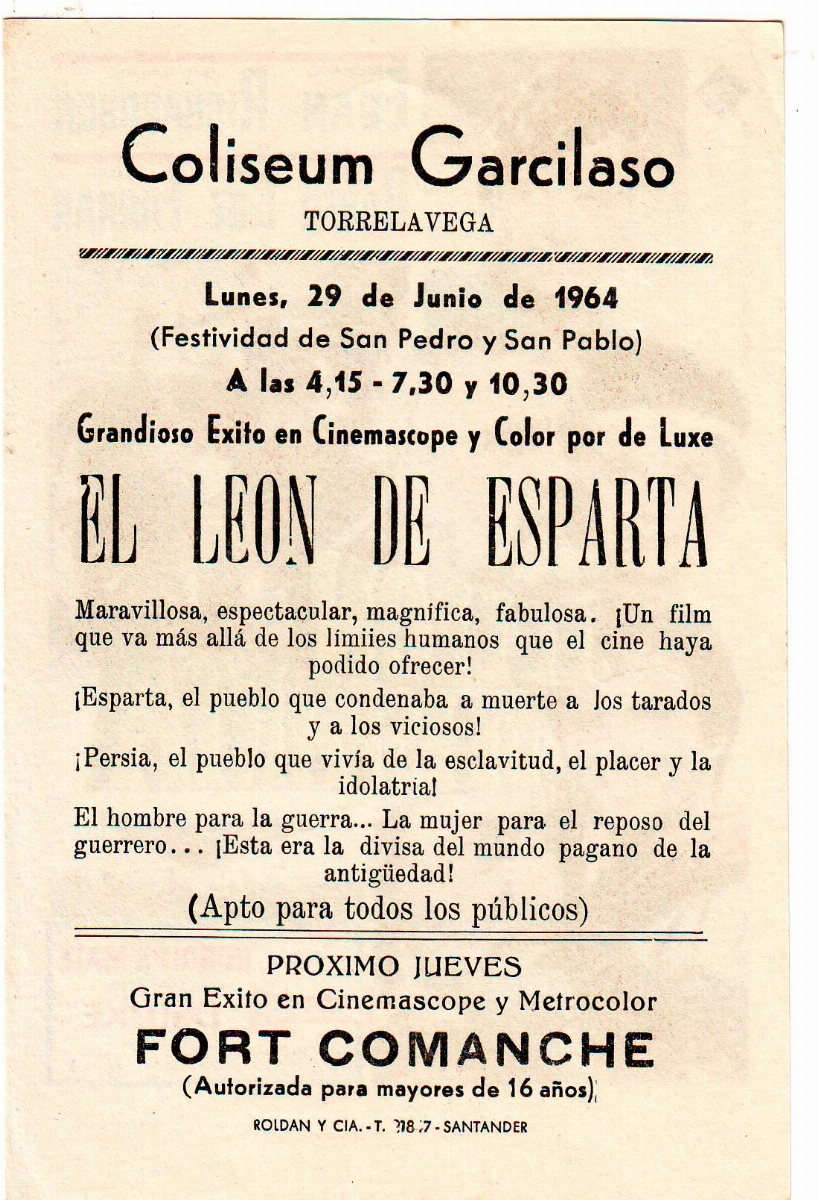 Coliseum Garcilaso
TORRELAVEGA
Lunes, 29 de Junio de 1964
(Festividad de San Pedro y San Pablo)
A las 4,15 - 7,30 y 10,30
Grandioso Exito en Cinemascope y Color por de Luxe
EL LEON DE ESPARTA
Maravillosa, espectacular, magnífica, fabulosa. ¡Un film
que va más allá de los límiies humanos que el cine haya
podido ofrecer!
¡Esparta, el pueblo que condenaba a muerte a los tarados
y a los viciosos!
¡Persia, el pueblo que vivía de la esclavitud, el placer y la
idolatría!
El hombre para la guerra... La mujer para el reposo del
guerrero... ¡Esta era la divisa del mundo pagano de la
antigüedad!
(Apto para todos los públicos)
PROXIMO JUEVES
Gran Exito en Cinemascope y Metrocolor
FORT COMANCHE
(Autorizada para mayores de 16 años)
ROLDAN Y CIA. - T. - SANTANDER